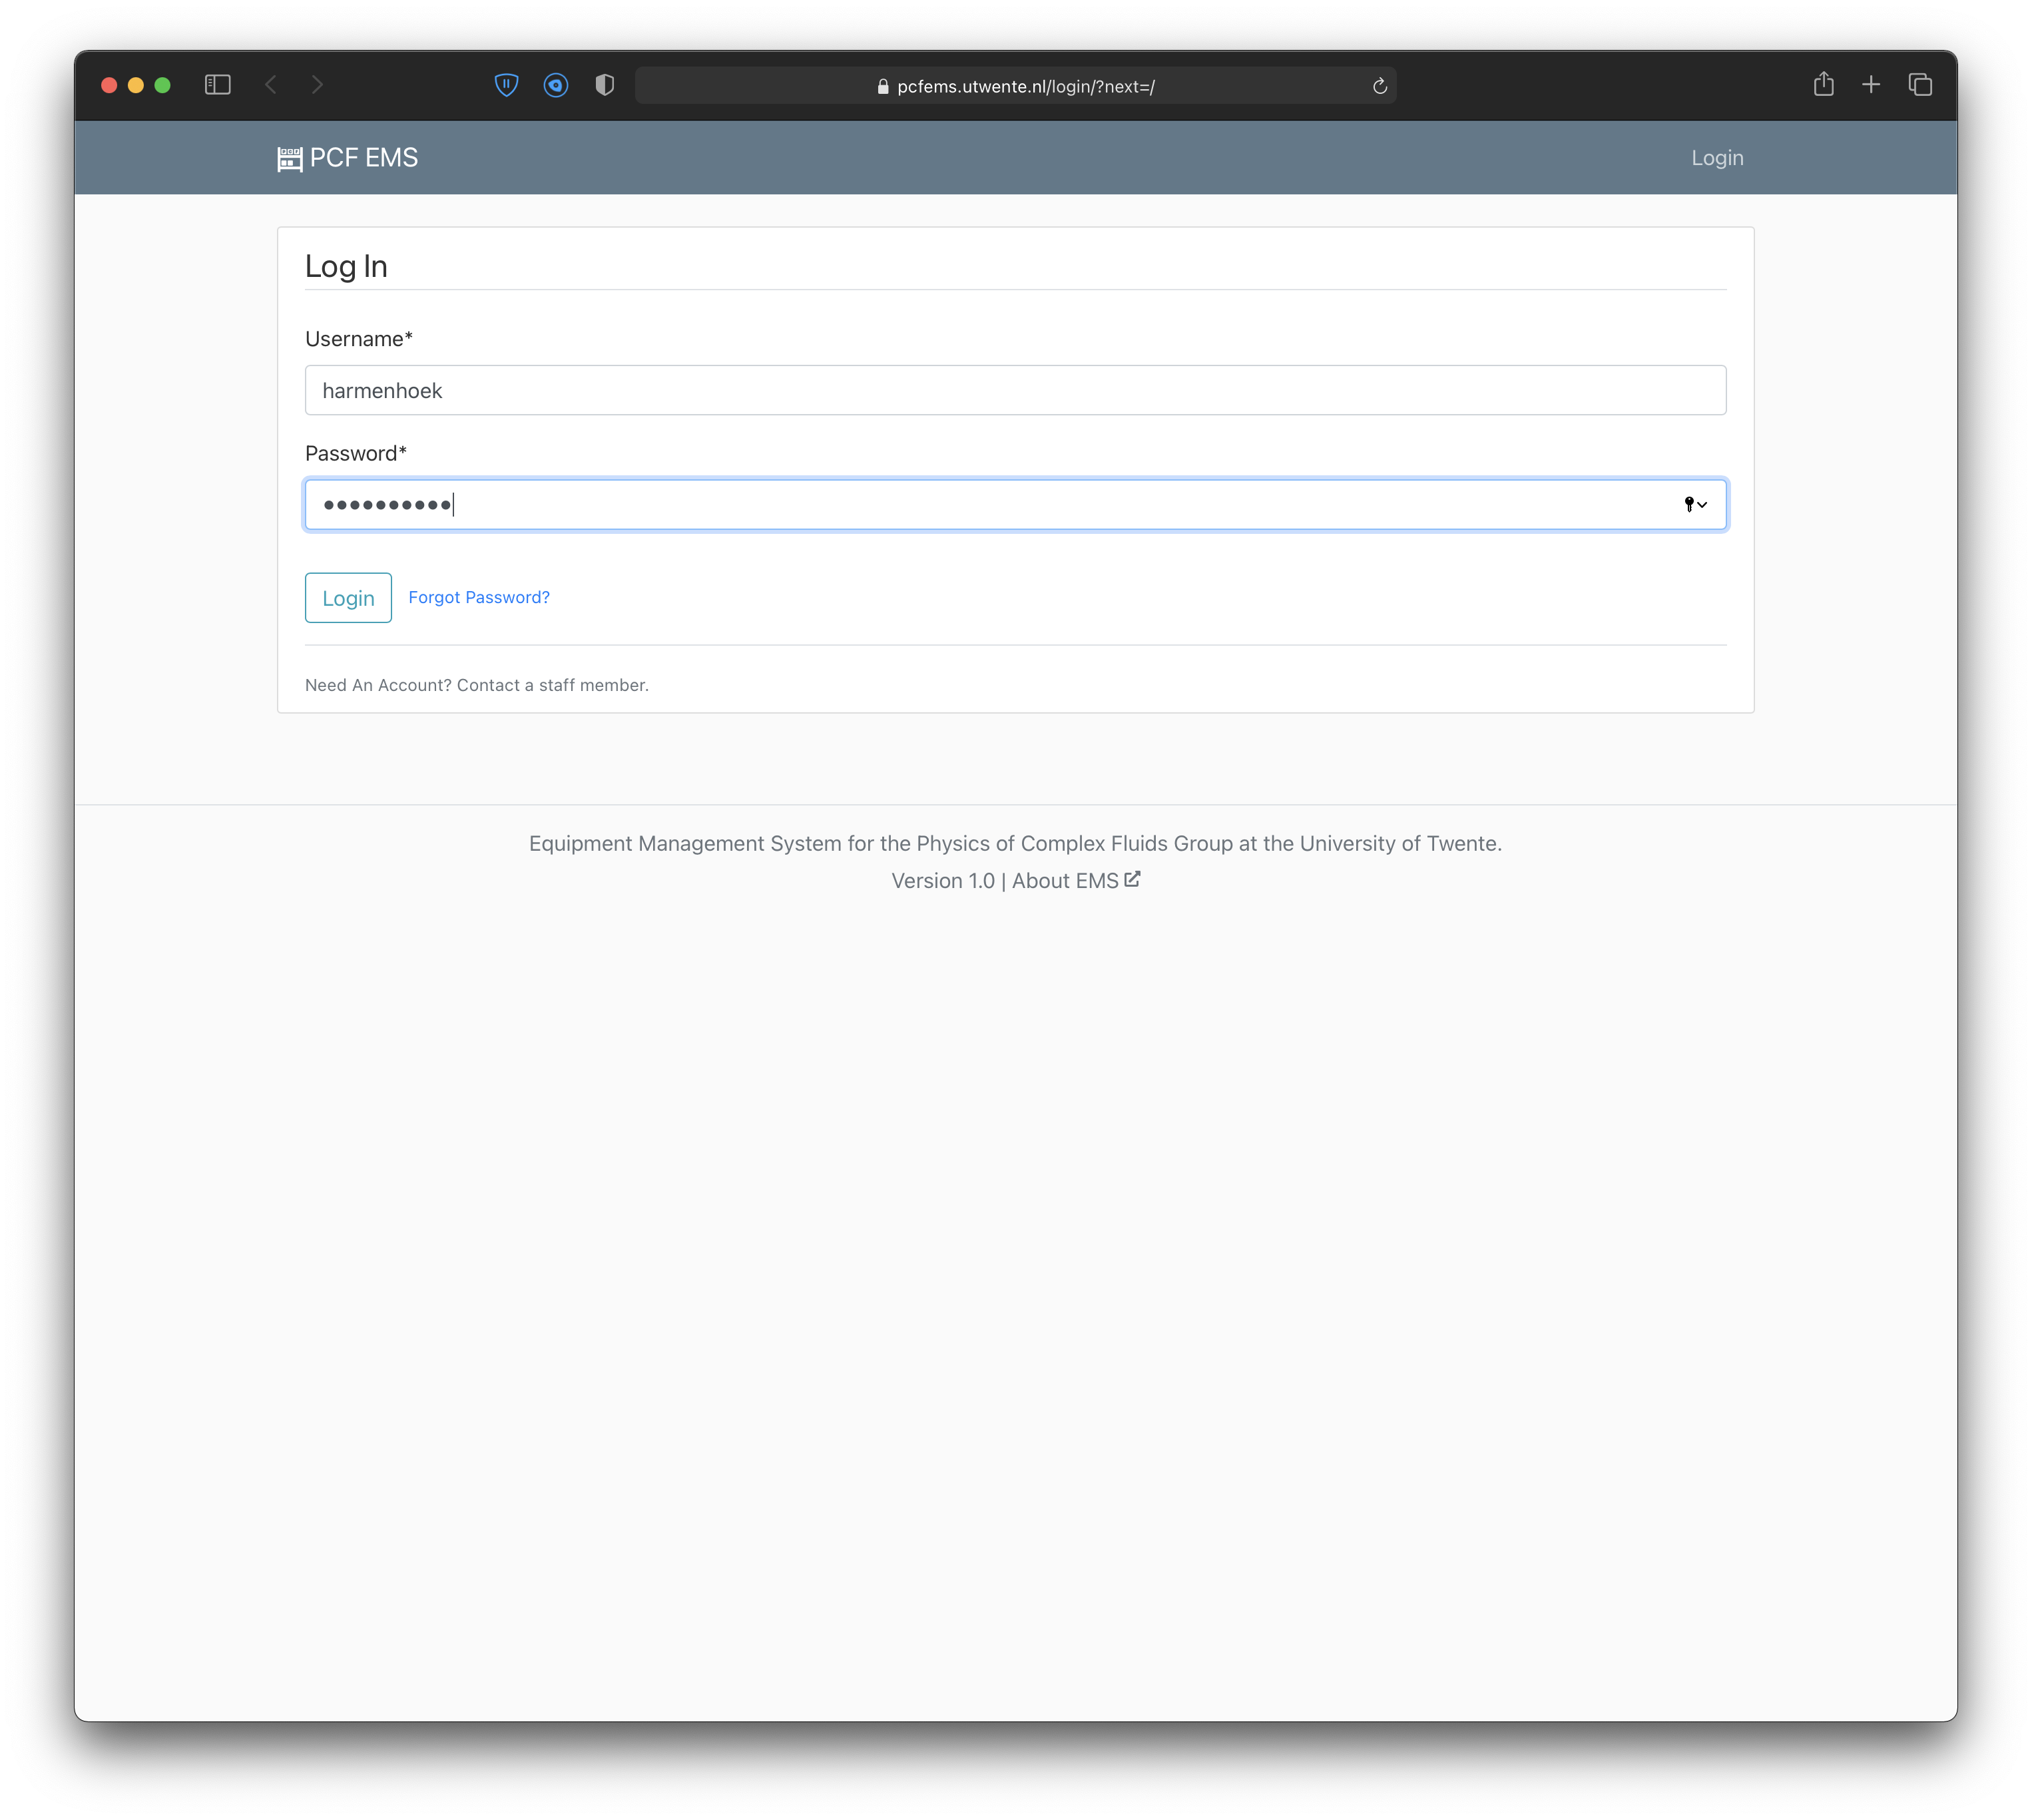 pcfems.utwente.nl/login/?next=/
PCF EMS
Login
Log In
Username*
harmenhoek
Password*
••••••••••
Login
Forgot Password?
Need An Account? Contact a staff member.
Equipment Management System for the Physics of Complex Fluids Group at the University of Twente.
Version 1.0 | About EMS